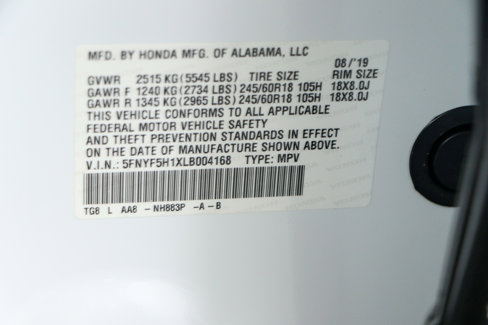 MFD. BY HONDA MFG. OF ALABAMA, LLC
08/'19
GVWR 2515 KG(5545 LBS) TIRE SIZE RIM SIZE
GAWR F 1240 KG(2734 LBS) 245/60R18 105H 18X8.0J
GAWR R 1345 KG(2965 LBS) 245/60R18 105H 18X8.0J
THIS VEHICLE CONFORMS TO ALL APPLICABLE
FEDERAL MOTOR VEHICLE SAFETY
AND THEFT PREVENTION STANDARDS IN EFFECT
ON THE DATE OF MANUFACTURE SHOWN ABOVE.
V.I.N.: 5FNYF5H1XLB004168 TYPE: MPV
TG8 L AA8 -NH883P -A-B